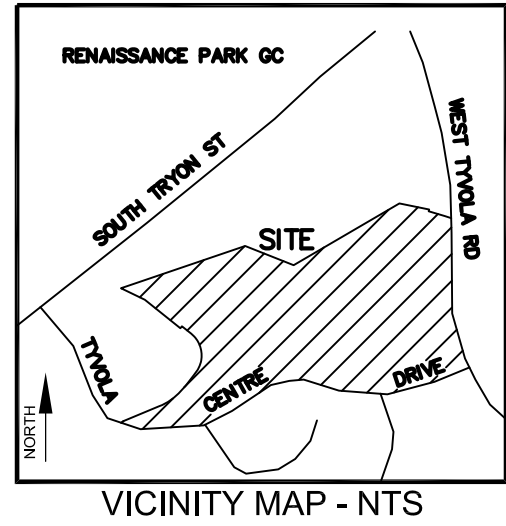 RENAISSANCE PARK GC
SOUTH TRYON ST
WEST TYVOLA RD
SITE
TYVOLA
CENTRE
DRIVE
NORTH
VICINITY MAP - NTS